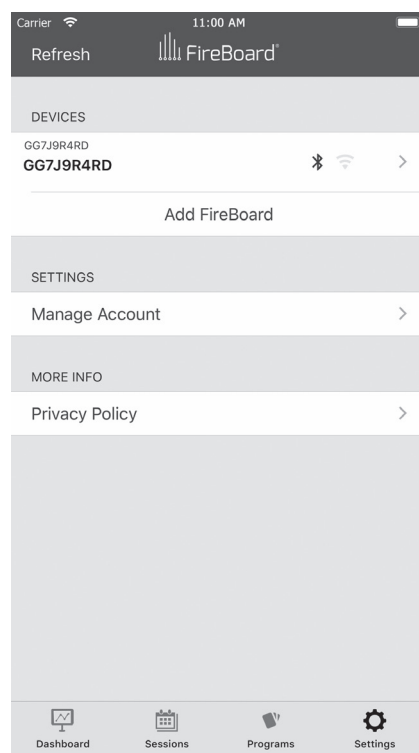 Carrier 11:00 AM
Refresh FireBoard®
DEVICES
GG7J9R4RD
GG7J9R4RD
Add FireBoard
SETTINGS
Manage Account
MORE INFO
Privacy Policy
Dashboard Sessions Programs Settings